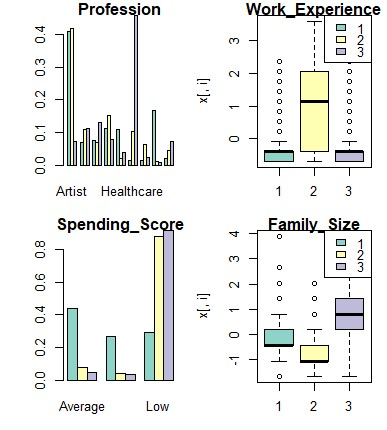 Profession
0.0 0.1 0.2 0.3 0.4
Artist Healthcare
Work_Experience
x[, i]
0 1 2 3
1 2 3
1
2
3
Spending_Score
0.0 0.2 0.4 0.6 0.8
Average Low
Family_Size
x[, i]
-1 0 1 2 3 4
1 2 3
1
2
3